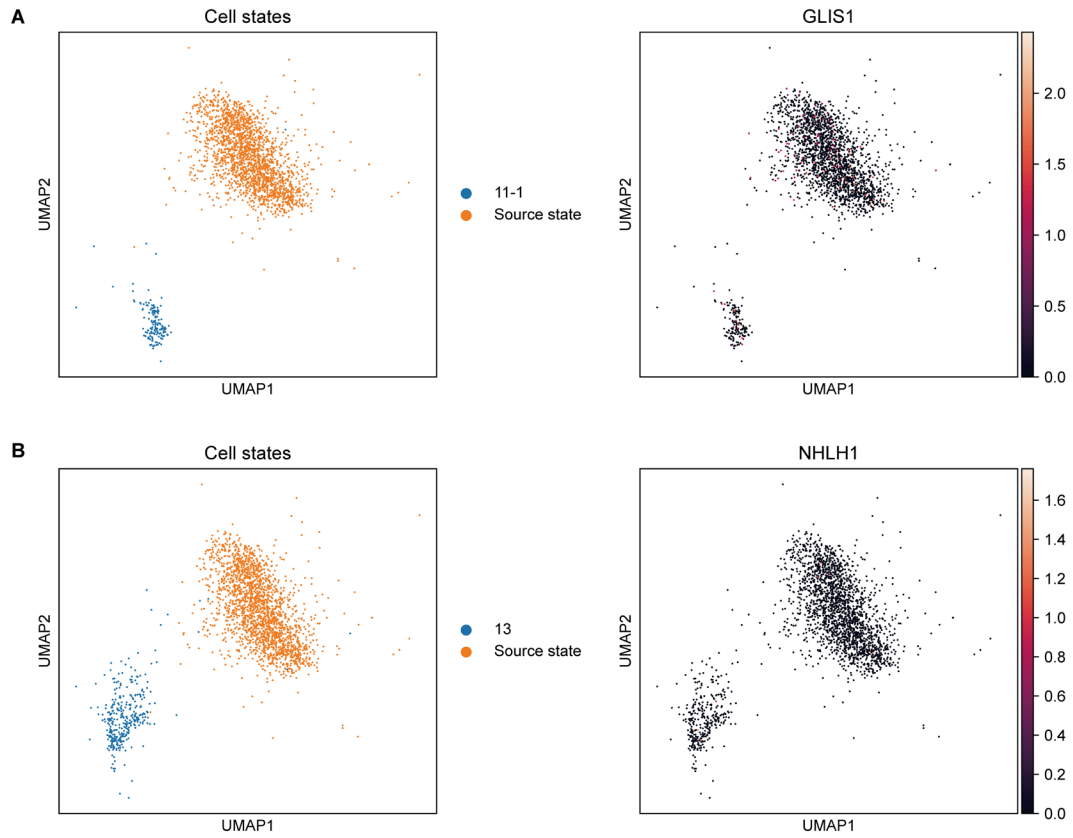 A
Cell states
GLIS1
UMAP2
UMAP1
11-1
Source state
UMAP2
UMAP1
2.0
1.5
1.0
0.5
0.0
B
Cell states
NHLH1
UMAP2
UMAP1
13
Source state
UMAP2
UMAP1
1.6
1.4
1.2
1.0
0.8
0.6
0.4
0.2
0.0